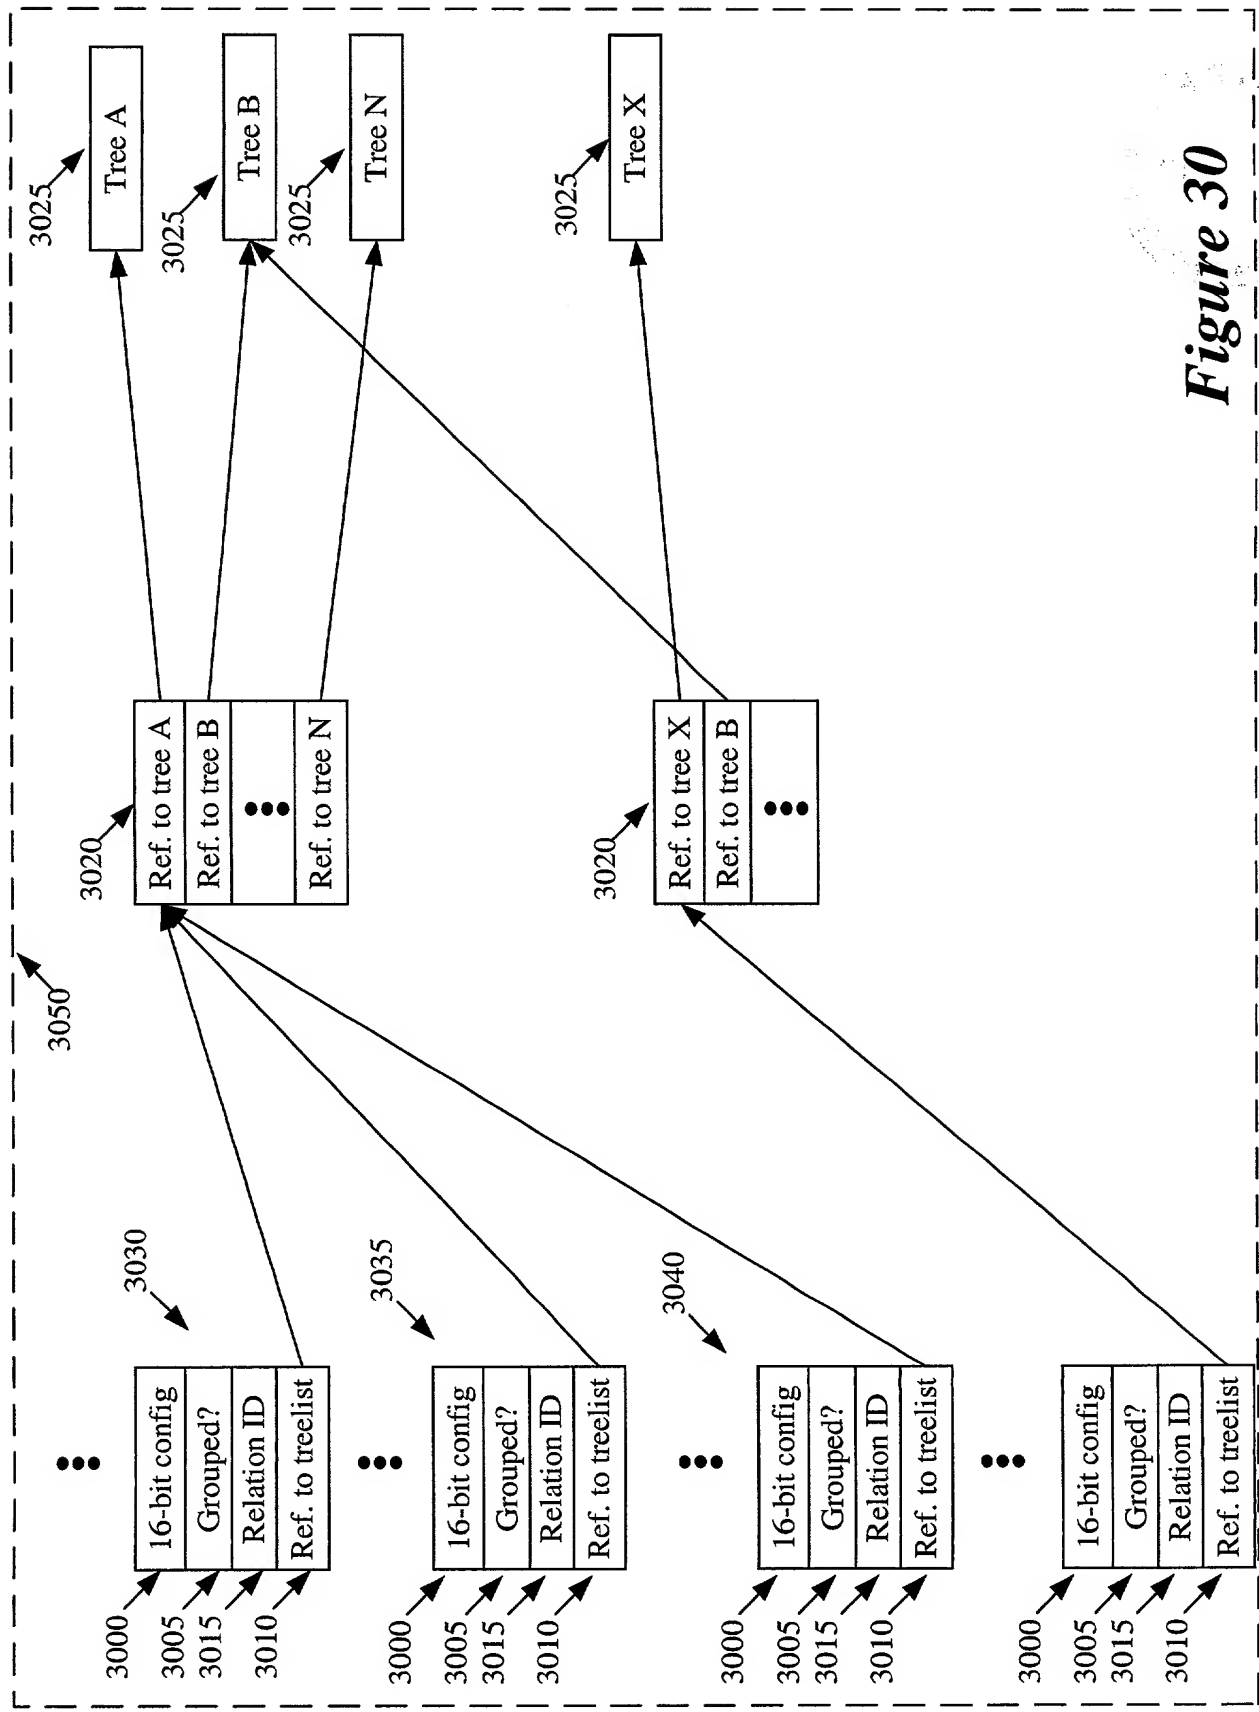 3050
3000
3005
3015
3010
16-bit config
Grouped?
Relation ID
Ref. to treelist
3030
3000
3005
3015
3010
16-bit config
Grouped?
Relation ID
Ref. to treelist
3035
3000
3005
3015
3010
16-bit config
Grouped?
Relation ID
Ref. to treelist
3040
3000
3005
3015
3010
16-bit config
Grouped?
Relation ID
Ref. to treelist
3020
Ref. to tree A
Ref. to tree B
Ref. to tree N
3020
Ref. to tree X
Ref. to tree B
3025
Tree A
3025
Tree B
3025
Tree N
3025
Tree X
Figure 30